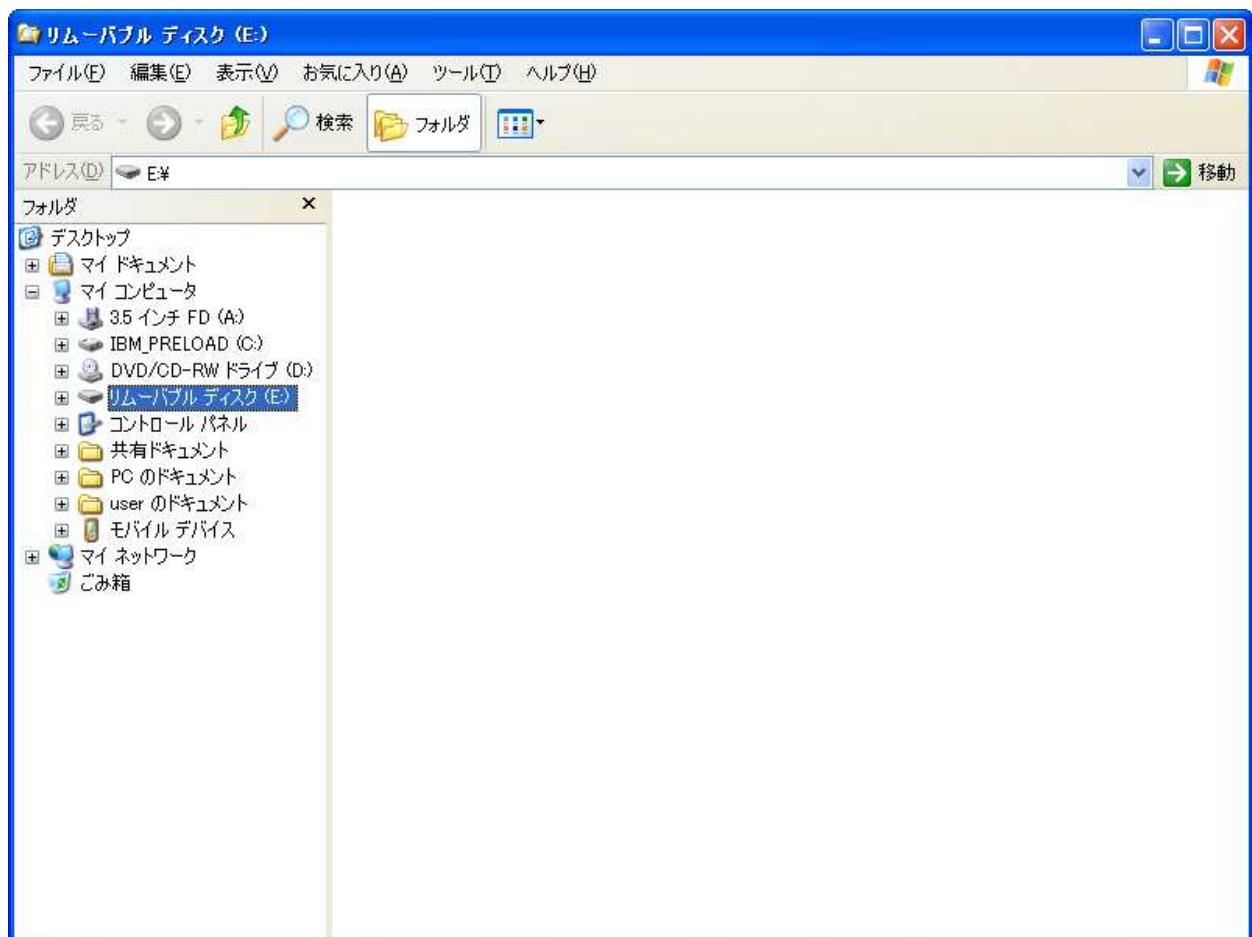 リムーバブル ディスク (E:)
ファイル(F) 編集(E) 表示(V) お気に入り(A) ツール(T) ヘルプ(H)
戻る 検索 フォルダ
アドレス(D) E:¥ 移動
フォルダ
デスクトップ
マイ ドキュメント
マイ コンピュータ
3.5 インチ FD (A:)
IBM_PRELOAD (C:)
DVD/CD-RW ドライブ (D:)
リムーバブル ディスク (E:)
コントロール パネル
共有ドキュメント
PC のドキュメント
user のドキュメント
モバイル デバイス
マイ ネットワーク
ごみ箱